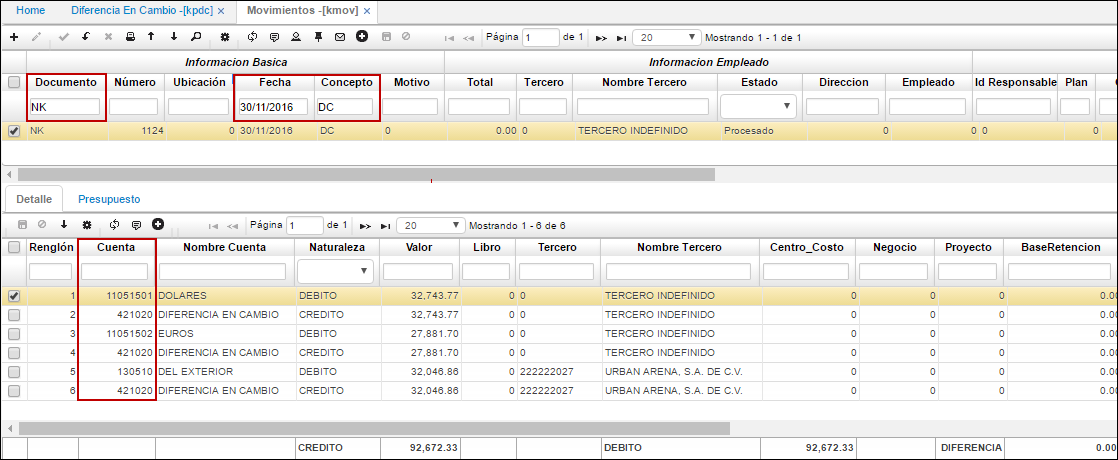 Home Diferencia En Cambio -[kpdc] × Movimientos -[kmov] ×
Página 1 de 1 20 Mostrando 1 - 1 de 1
Informacion Basica Informacion Empleado
Documento Número Ubicación Fecha Concepto Motivo Total Tercero Nombre Tercero Estado Direccion Empleado Id Responsable Plan
NK 30/11/2016 DC
NK 1124 0 30/11/2016 DC 0 0.00 0 TERCERO INDEFINIDO Procesado 0 0 0 0
Detalle Presupuesto
Página 1 de 1 20 Mostrando 1 - 6 de 6
Renglón Cuenta Nombre Cuenta Naturaleza Valor Libro Tercero Nombre Tercero Centro_Costo Negocio Proyecto BaseRetencion
1 11051501 DOLARES DEBITO 32,743.77 0 0 TERCERO INDEFINIDO 0 0 0 0.00
2 421020 DIFERENCIA EN CAMBIO CREDITO 32,743.77 0 0 TERCERO INDEFINIDO 0 0 0 0.00
3 11051502 EUROS DEBITO 27,881.70 0 0 TERCERO INDEFINIDO 0 0 0 0.00
4 421020 DIFERENCIA EN CAMBIO CREDITO 27,881.70 0 0 TERCERO INDEFINIDO 0 0 0 0.00
5 130510 DEL EXTERIOR DEBITO 32,046.86 0 222222027 URBAN ARENA, S.A. DE C.V. 0 0 0 0.00
6 421020 DIFERENCIA EN CAMBIO CREDITO 32,046.86 0 222222027 URBAN ARENA, S.A. DE C.V. 0 0 0 0.00
CREDITO 92,672.33 DEBITO 92,672.33 DIFERENCIA 0.00